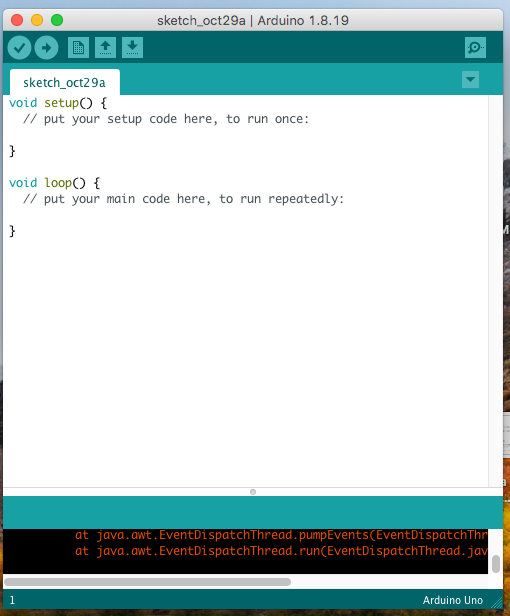 sketch_oct29a | Arduino 1.8.19
sketch_oct29a
void setup() {
// put your setup code here, to run once:
}
void loop() {
// put your main code here, to run repeatedly:
}
at java.awt.EventDispatchThread.pumpEvents(EventDispatchThr
at java.awt.EventDispatchThread.run(EventDispatchThread.jav
1
Arduino Uno